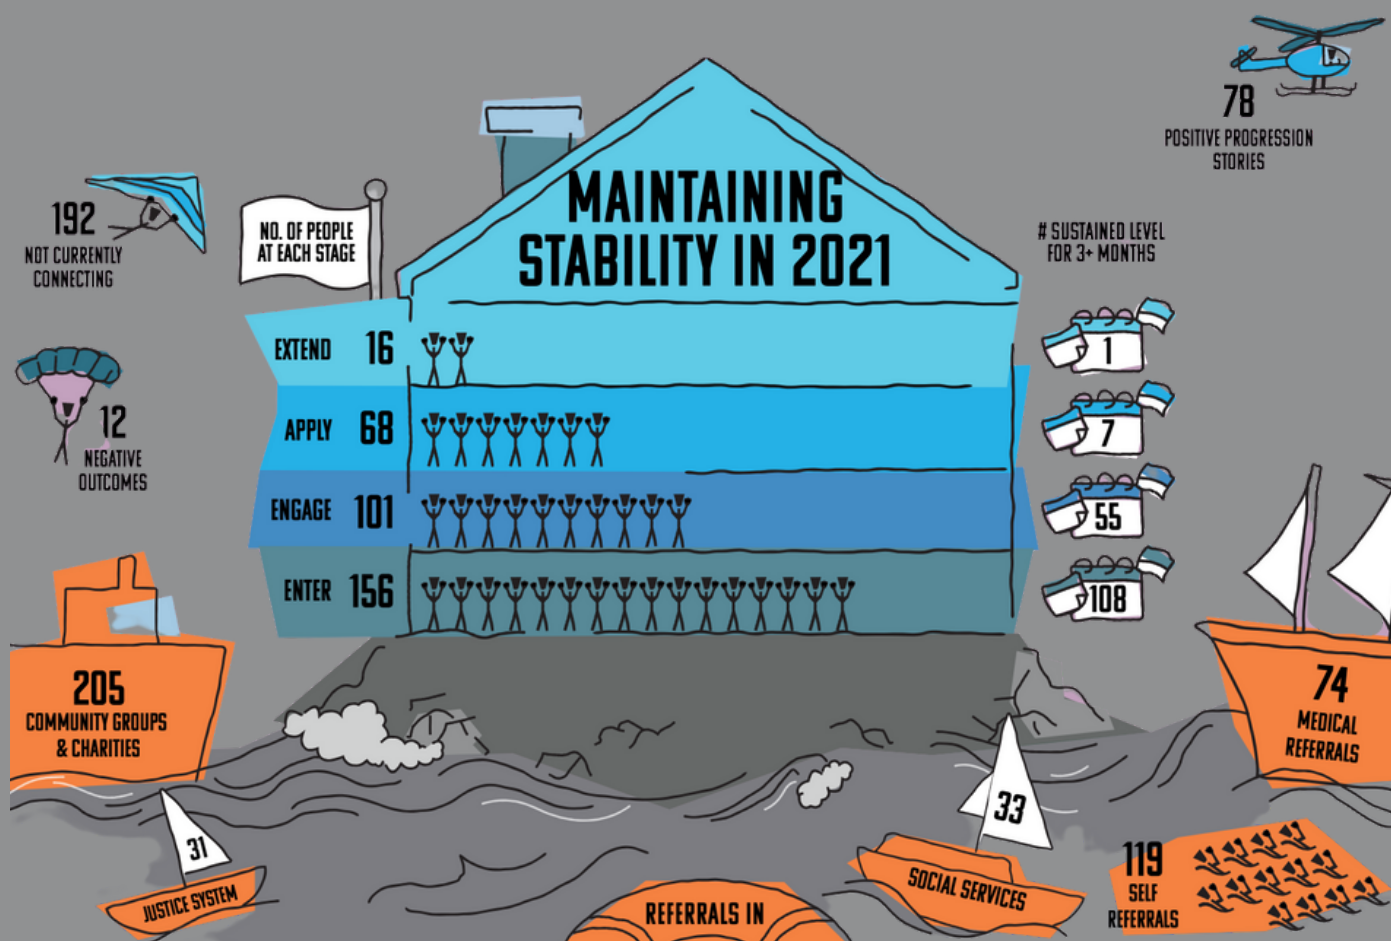 MAINTAINING
STABILITY IN 2021
78
POSITIVE PROGRESSION
STORIES
192
NOT CURRENTLY
CONNECTING
NO. OF PEOPLE
AT EACH STAGE
# SUSTAINED LEVEL
FOR 3+ MONTHS
EXTEND 16
1
APPLY 68
7
12
NEGATIVE
OUTCOMES
ENGAGE 101
55
ENTER 156
108
205
COMMUNITY GROUPS
& CHARITIES
74
MEDICAL
REFERRALS
31
JUSTICE SYSTEM
33
SOCIAL SERVICES
119
SELF
REFERRALS
REFERRALS IN